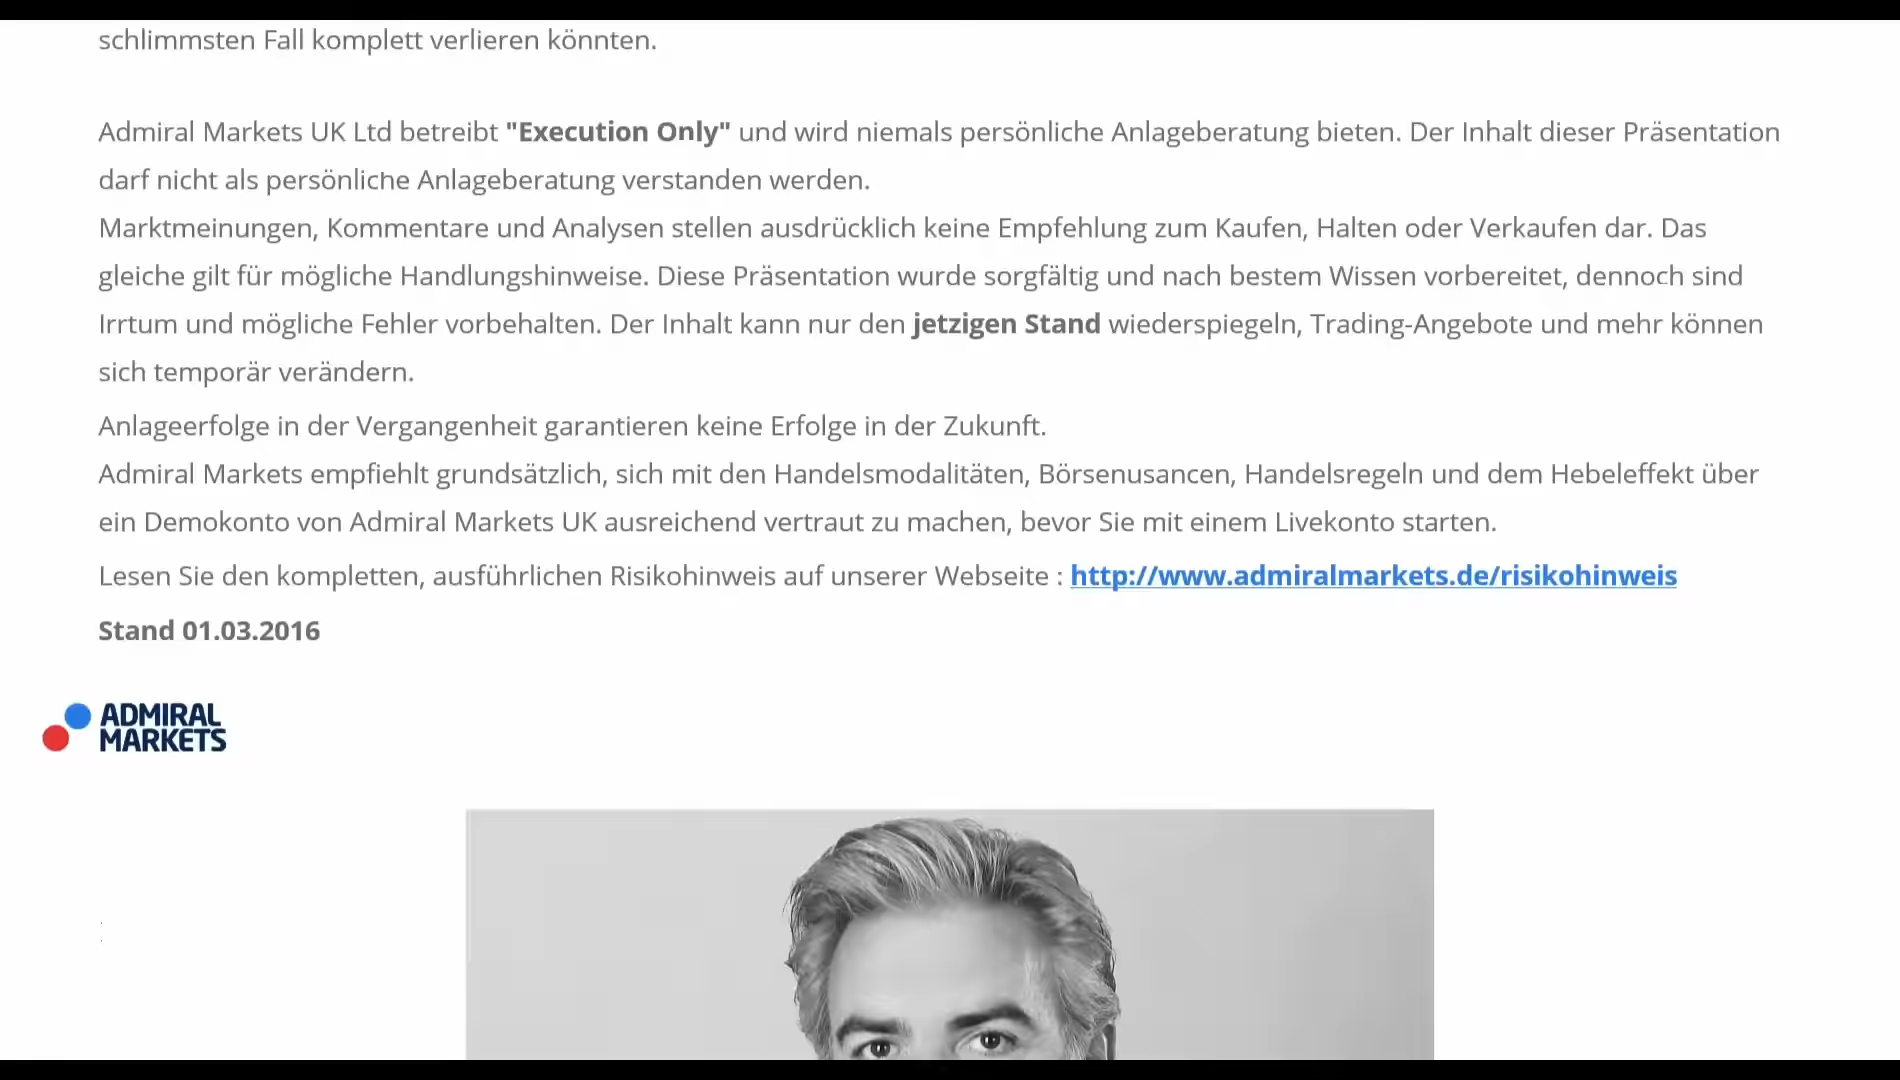 schlimmsten Fall komplett verlieren könnten.
Admiral Markets UK Ltd betreibt "Execution Only" und wird niemals persönliche Anlageberatung bieten. Der Inhalt dieser Präsentation
darf nicht als persönliche Anlageberatung verstanden werden.
Marktmeinungen, Kommentare und Analysen stellen ausdrücklich keine Empfehlung zum Kaufen, Halten oder Verkaufen dar. Das
gleiche gilt für mögliche Handlungshinweise. Diese Präsentation wurde sorgfältig und nach bestem Wissen vorbereitet, dennoch sind
Irrtum und mögliche Fehler vorbehalten. Der Inhalt kann nur den jetzigen Stand wiederspiegeln, Trading-Angebote und mehr können
sich temporär verändern.
Anlageerfolge in der Vergangenheit garantieren keine Erfolge in der Zukunft.
Admiral Markets empfiehlt grundsätzlich, sich mit den Handelsmodalitäten, Börsenusancen, Handelsregeln und dem Hebeleffekt über
ein Demokonto von Admiral Markets UK ausreichend vertraut zu machen, bevor Sie mit einem Livekonto starten.
Lesen Sie den kompletten, ausführlichen Risikohinweis auf unserer Webseite : http://www.admiralmarkets.de/risikohinweis
Stand 01.03.2016
ADMIRAL
MARKETS